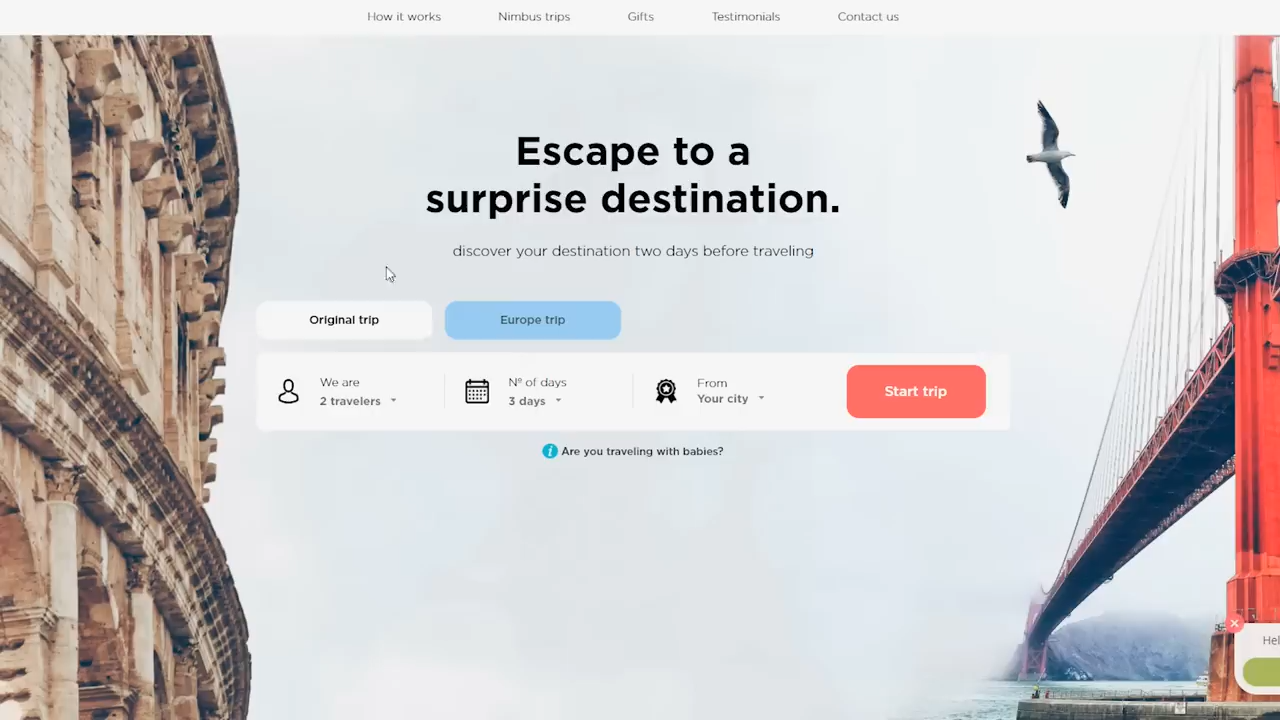 How it works Nimbus trips Gifts Testimonials Contact us
Escape to a
surprise destination.
discover your destination two days before traveling
Original trip Europe trip
We are
2 travelers
Nº of days
3 days
From
Your city
Start trip
i Are you traveling with babies?